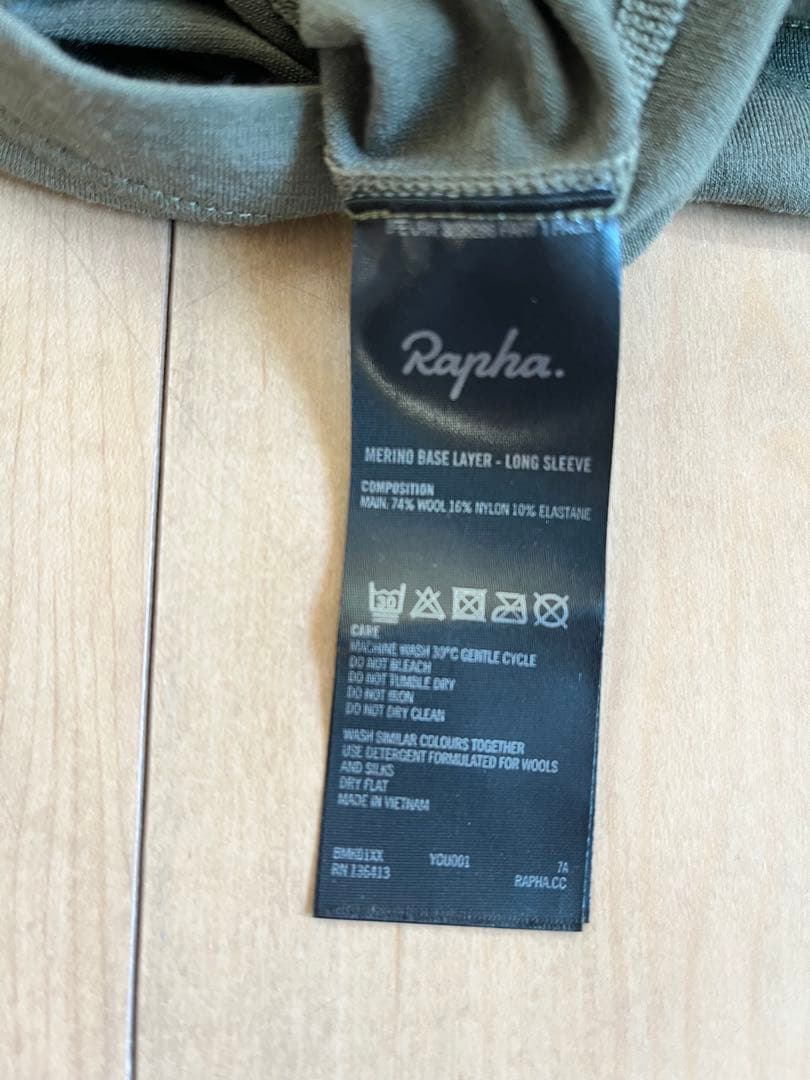 Rapha.
MERINO BASE LAYER - LONG SLEEVE
COMPOSITION
MAIN: 74% WOOL 16% NYLON 10% ELASTANE
30
CARE
MACHINE WASH 30°C GENTLE CYCLE
DO NOT BLEACH
DO NOT TUMBLE DRY
DO NOT IRON
DO NOT DRY CLEAN
WASH SIMILAR COLOURS TOGETHER
USE DETERGENT FORMULATED FOR WOOLS
AND SILKS
DRY FLAT
MADE IN VIETNAM
BMK01XX YOU001 7A
RN 136413 RAPHA.CC